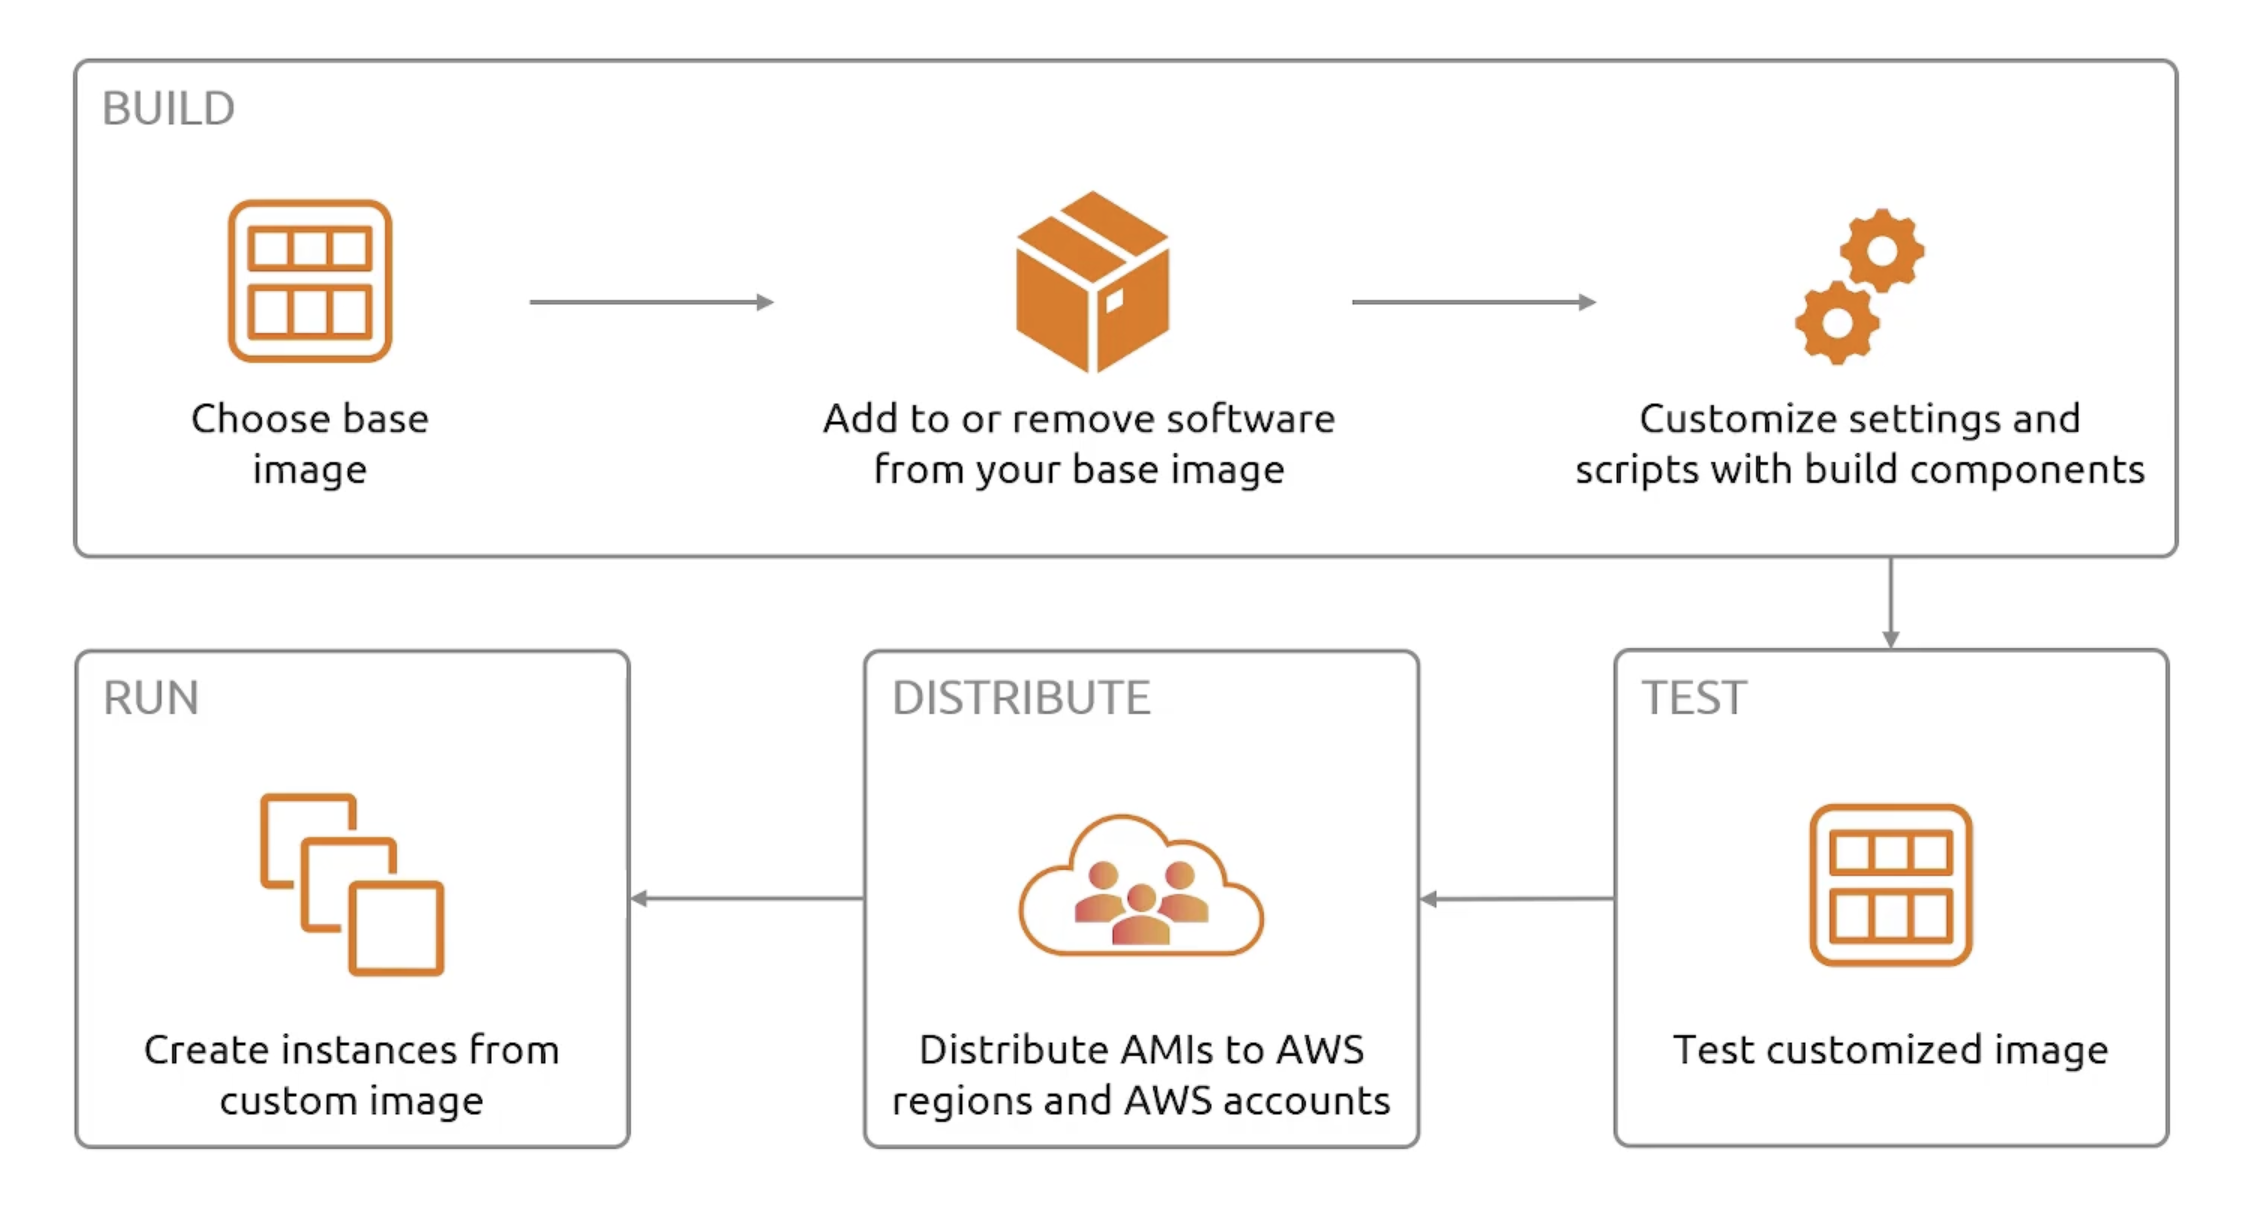 BUILD
Choose base
image
Add to or remove software
from your base image
Customize settings and
scripts with build components
RUN
Create instances from
custom image
DISTRIBUTE
Distribute AMIs to AWS
regions and AWS accounts
TEST
Test customized image